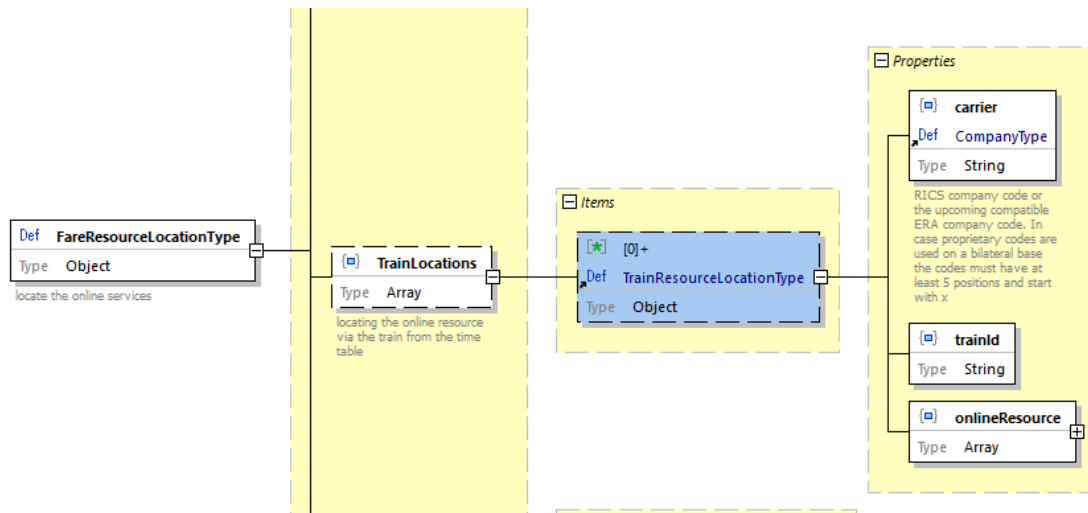 Def FareResourceLocationType
Type Object
locate the online services
TrainLocations
Type Array
locating the online resource
via the train from the time
table
Items
[*] [0]+
Def TrainResourceLocationType
Type Object
Properties
carrier
Def CompanyType
Type String
RICS company code or
the upcoming compatible
ERA company code. In
case proprietary codes are
used on a bilateral base
the codes must have at
least 5 positions and start
with x
trainId
Type String
onlineResource
Type Array